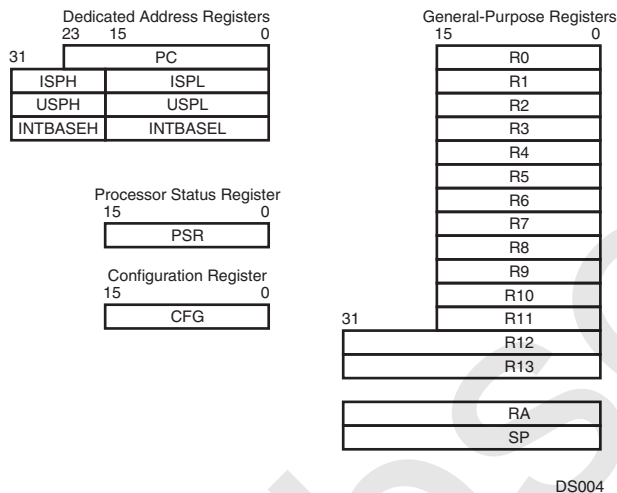 Dedicated Address Registers
23 15 0
31 PC
ISPH ISPL
USPH USPL
INTBASEH INTBASEL
Processor Status Register
15 0
PSR
Configuration Register
15 0
CFG
General-Purpose Registers
15 0
R0
R1
R2
R3
R4
R5
R6
R7
R8
R9
R10
31 R11
R12
R13
RA
SP
DS004